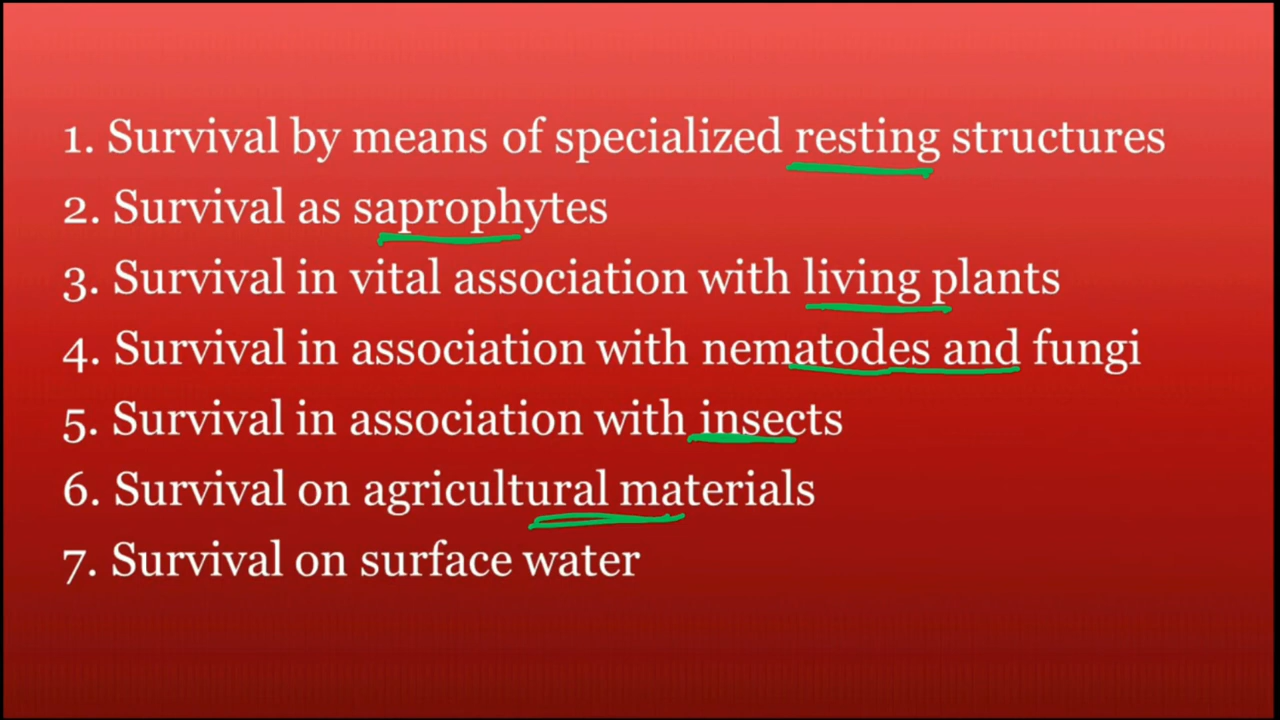 1. Survival by means of specialized resting structures
2. Survival as saprophytes
3. Survival in vital association with living plants
4. Survival in association with nematodes and fungi
5. Survival in association with insects
6. Survival on agricultural materials
7. Survival on surface water